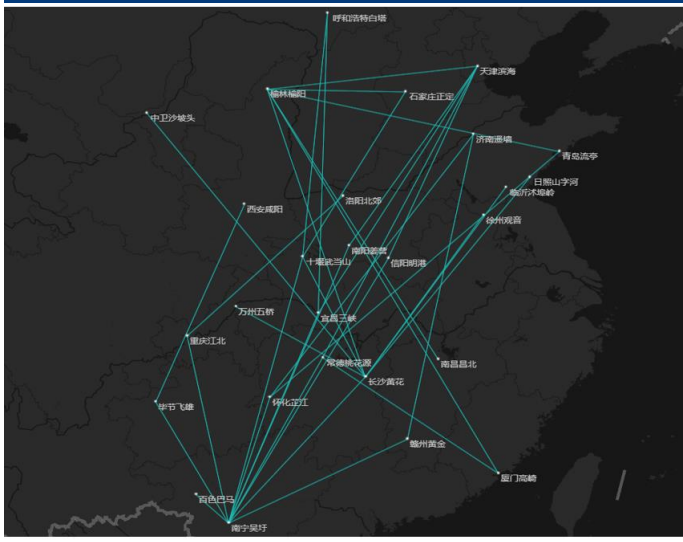 呼和浩特白塔
天津滨海
榆林榆阳
石家庄正定
中卫沙坡头
济南遥墙
青岛流亭
日照山字河
临沂沭埠岭
洛阳北郊
西安咸阳
徐州观音
南阳姜营
十堰武当山
信阳明港
万州五桥
宜昌三峡
重庆江北
常德桃花源
南昌昌北
长沙黄花
怀化芷江
毕节飞雄
赣州黄金
厦门高崎
百色巴马
南宁吴圩